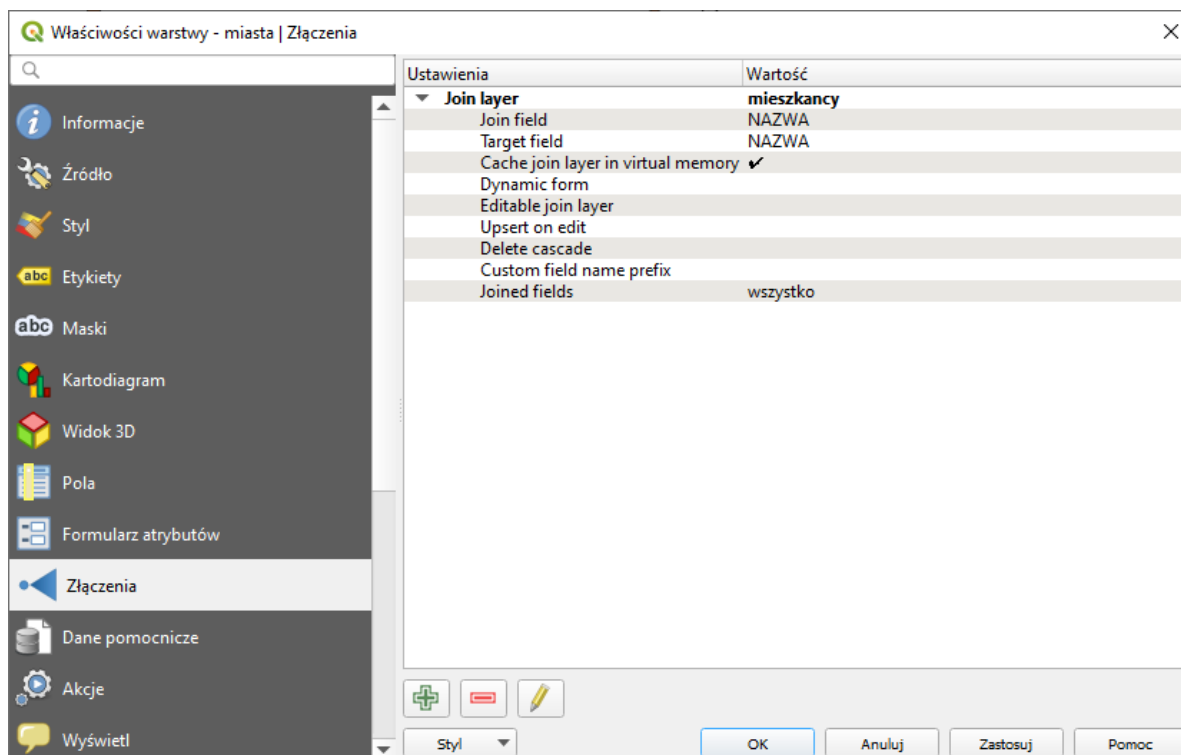 Właściwości warstwy - miasta | Złączenia
Informacje
Źródło
Styl
abc Etykiety
abc Maski
Kartodiagram
Widok 3D
Pola
Formularz atrybutów
Złączenia
Dane pomocnicze
Akcje
Wyświetl
Ustawienia Wartość
Join layer mieszkancy
Join field NAZWA
Target field NAZWA
Cache join layer in virtual memory ✔
Dynamic form
Editable join layer
Upsert on edit
Delete cascade
Custom field name prefix
Joined fields wszystko
Styl OK Anuluj Zastosuj Pomoc